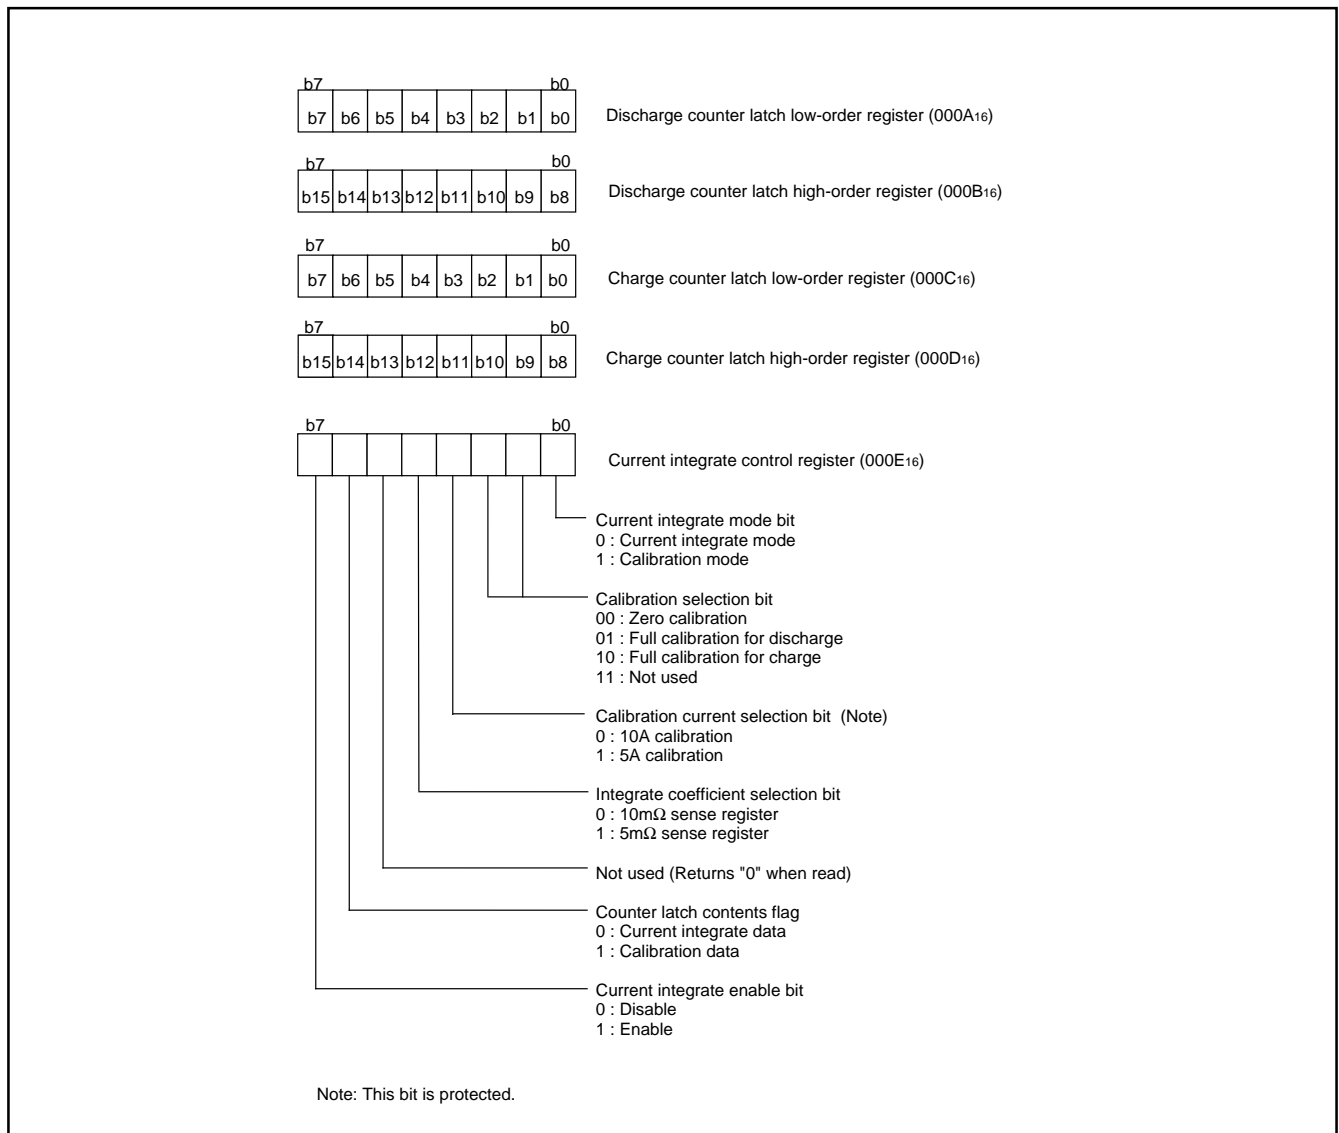 b7 b0
b7 b6 b5 b4 b3 b2 b1 b0 Discharge counter latch low-order register (000A16)
b7 b0
b15 b14 b13 b12 b11 b10 b9 b8 Discharge counter latch high-order register (000B16)
b7 b0
b7 b6 b5 b4 b3 b2 b1 b0 Charge counter latch low-order register (000C16)
b7 b0
b15 b14 b13 b12 b11 b10 b9 b8 Charge counter latch high-order register (000D16)
b7 b0
Current integrate control register (000E16)
Current integrate mode bit
0 : Current integrate mode
1 : Calibration mode
Calibration selection bit
00 : Zero calibration
01 : Full calibration for discharge
10 : Full calibration for charge
11 : Not used
Calibration current selection bit (Note)
0 : 10A calibration
1 : 5A calibration
Integrate coefficient selection bit
0 : 10mΩ sense register
1 : 5mΩ sense register
Not used (Returns "0" when read)
Counter latch contents flag
0 : Current integrate data
1 : Calibration data
Current integrate enable bit
0 : Disable
1 : Enable
Note: This bit is protected.